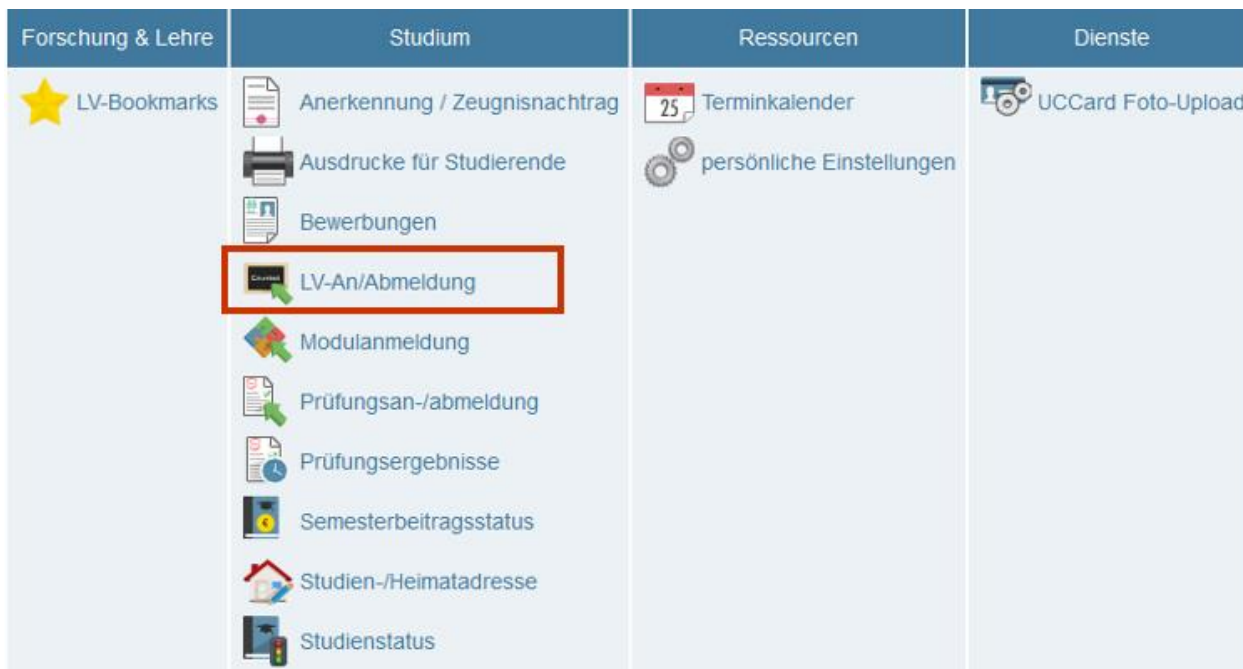 Forschung & Lehre
Studium
Ressourcen
Dienste
LV-Bookmarks
Anerkennung / Zeugnisnachtrag
Ausdrucke für Studierende
Bewerbungen
LV-An/Abmeldung
Modulanmeldung
Prüfungsan-/abmeldung
Prüfungsergebnisse
Semesterbeitragsstatus
Studien-/Heimatadresse
Studienstatus
25
Terminkalender
persönliche Einstellungen
UCCard Foto-Upload